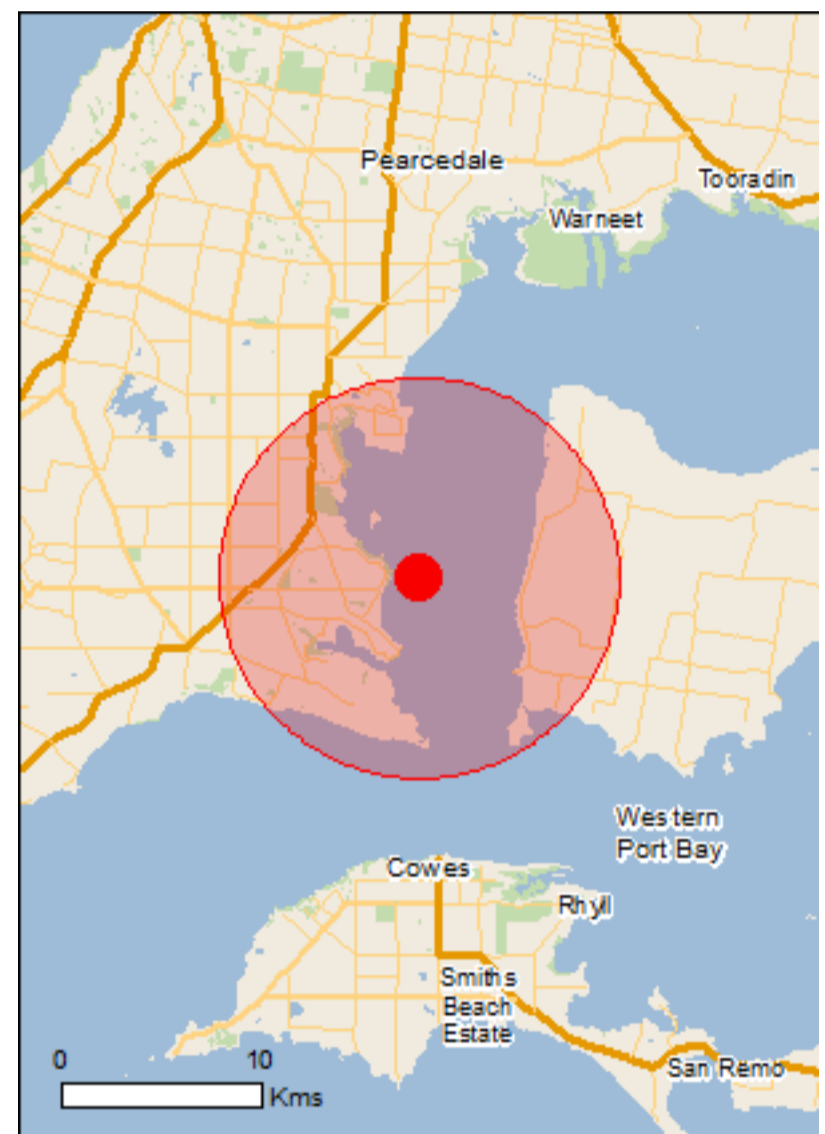 Pearcedale
Tooradin
Warneet
Western
Port Bay
Cowes
Rhyll
Smiths
Beach
Estate
San Remo
0 10
Kms